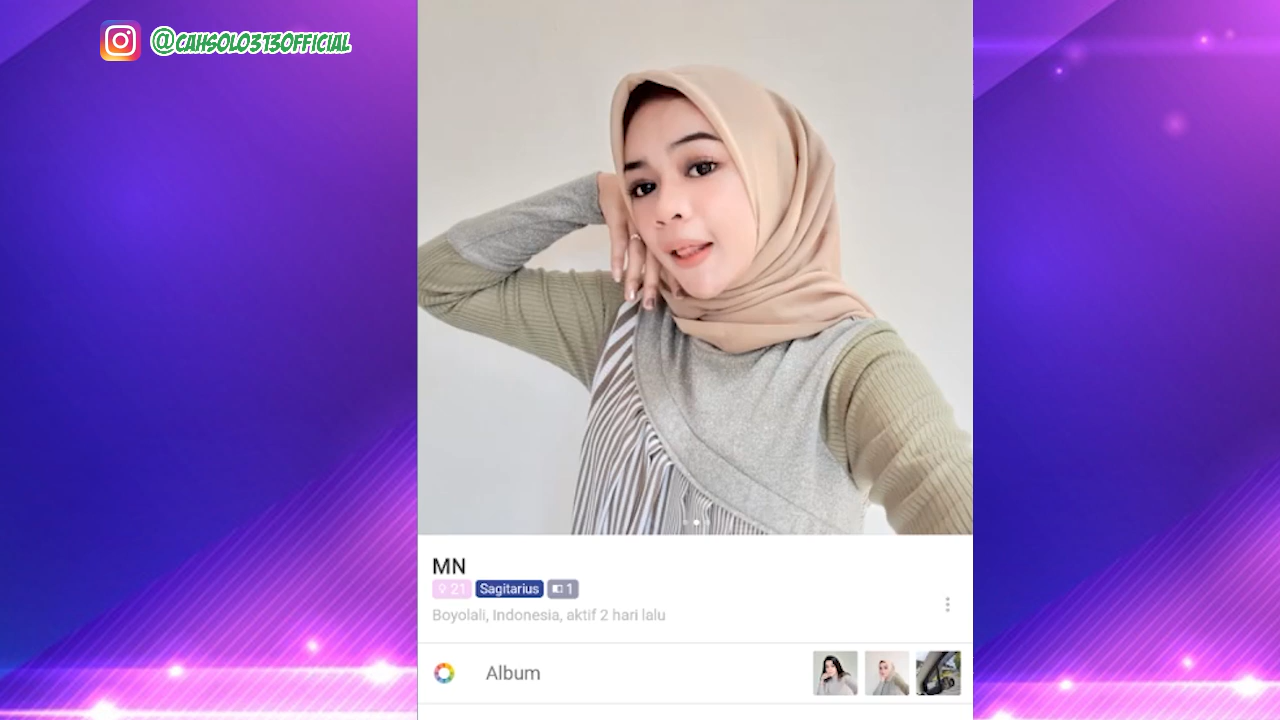 @CAHSOLO313OFFICIAL
MN
♀ 21 Sagitarius 1
Boyolali, Indonesia, aktif 2 hari lalu
Album